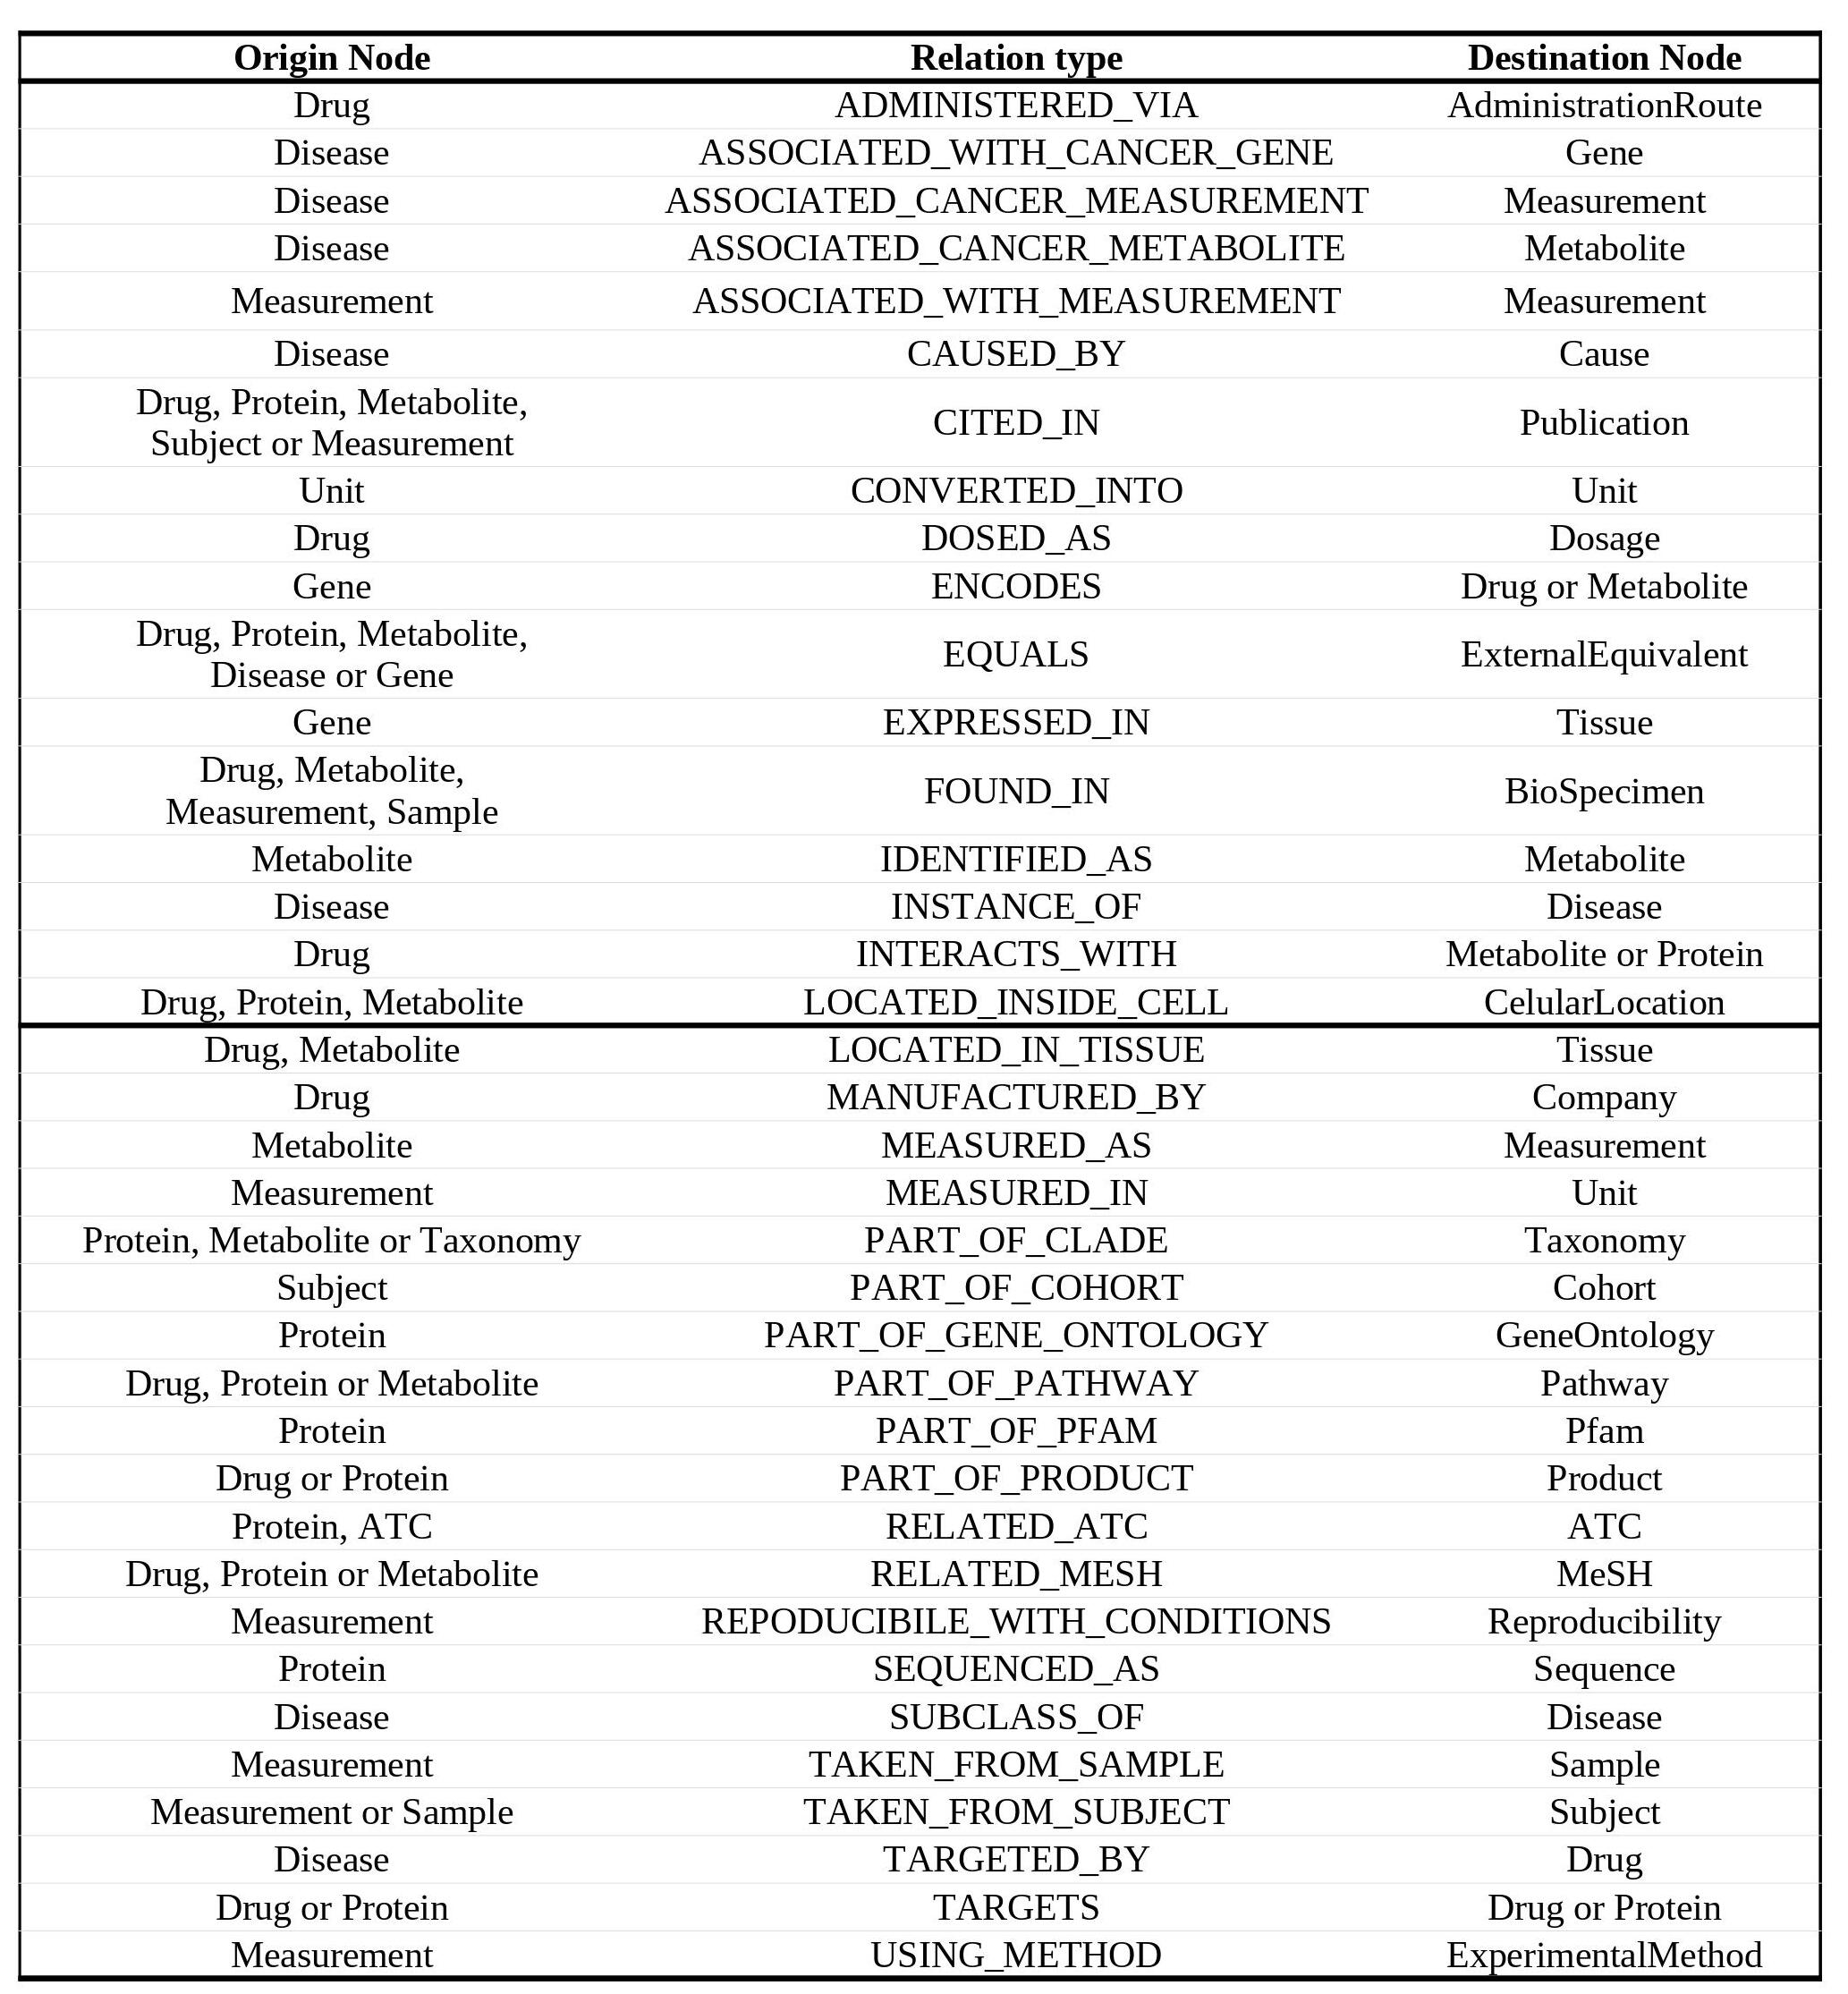 Origin Node Relation type Destination Node
Drug ADMINISTERED_VIA AdministrationRoute
Disease ASSOCIATED_WITH_CANCER_GENE Gene
Disease ASSOCIATED_CANCER_MEASUREMENT Measurement
Disease ASSOCIATED_CANCER_METABOLITE Metabolite
Measurement ASSOCIATED_WITH_MEASUREMENT Measurement
Disease CAUSED_BY Cause
Drug, Protein, Metabolite,
Subject or Measurement CITED_IN Publication
Unit CONVERTED_INTO Unit
Drug DOSED_AS Dosage
Gene ENCODES Drug or Metabolite
Drug, Protein, Metabolite,
Disease or Gene EQUALS ExternalEquivalent
Gene EXPRESSED_IN Tissue
Drug, Metabolite,
Measurement, Sample FOUND_IN BioSpecimen
Metabolite IDENTIFIED_AS Metabolite
Disease INSTANCE_OF Disease
Drug INTERACTS_WITH Metabolite or Protein
Drug, Protein, Metabolite LOCATED_INSIDE_CELL CelularLocation
Drug, Metabolite LOCATED_IN_TISSUE Tissue
Drug MANUFACTURED_BY Company
Metabolite MEASURED_AS Measurement
Measurement MEASURED_IN Unit
Protein, Metabolite or Taxonomy PART_OF_CLADE Taxonomy
Subject PART_OF_COHORT Cohort
Protein PART_OF_GENE_ONTOLOGY GeneOntology
Drug, Protein or Metabolite PART_OF_PATHWAY Pathway
Protein PART_OF_PFAM Pfam
Drug or Protein PART_OF_PRODUCT Product
Protein, ATC RELATED_ATC ATC
Drug, Protein or Metabolite RELATED_MESH MeSH
Measurement REPODUCIBILE_WITH_CONDITIONS Reproducibility
Protein SEQUENCED_AS Sequence
Disease SUBCLASS_OF Disease
Measurement TAKEN_FROM_SAMPLE Sample
Measurement or Sample TAKEN_FROM_SUBJECT Subject
Disease TARGETED_BY Drug
Drug or Protein TARGETS Drug or Protein
Measurement USING_METHOD ExperimentalMethod